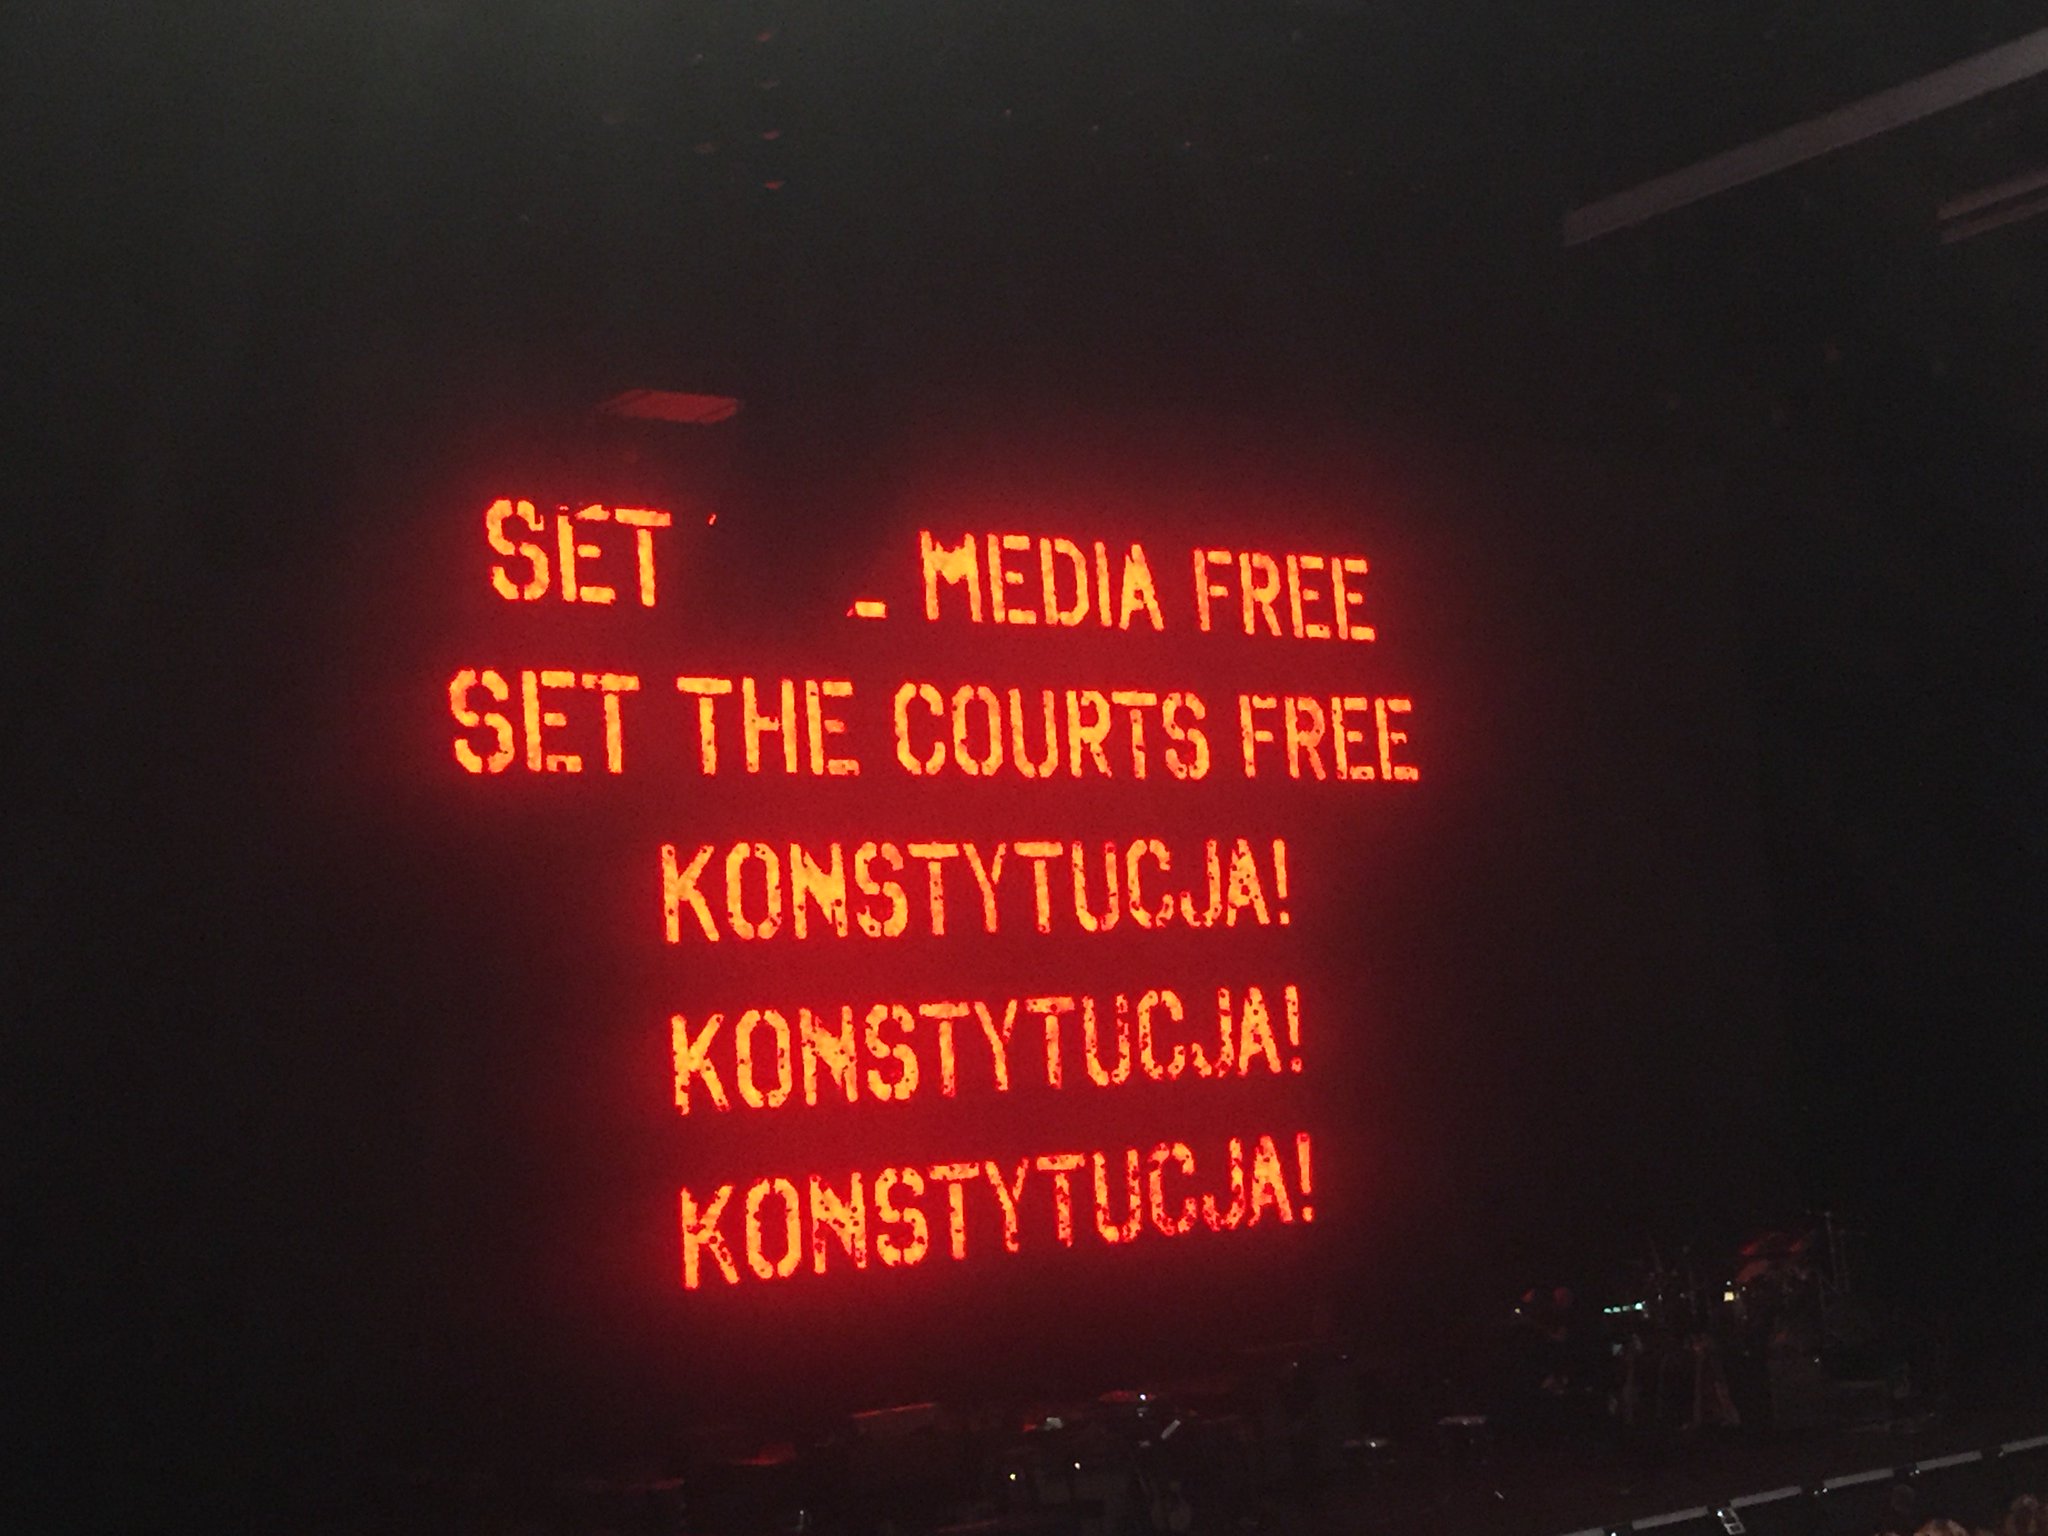 SET MEDIA FREE
SET THE COURTS FREE
KONSTYTUCJA!
KONSTYTUCJA!
KONSTYTUCJA!